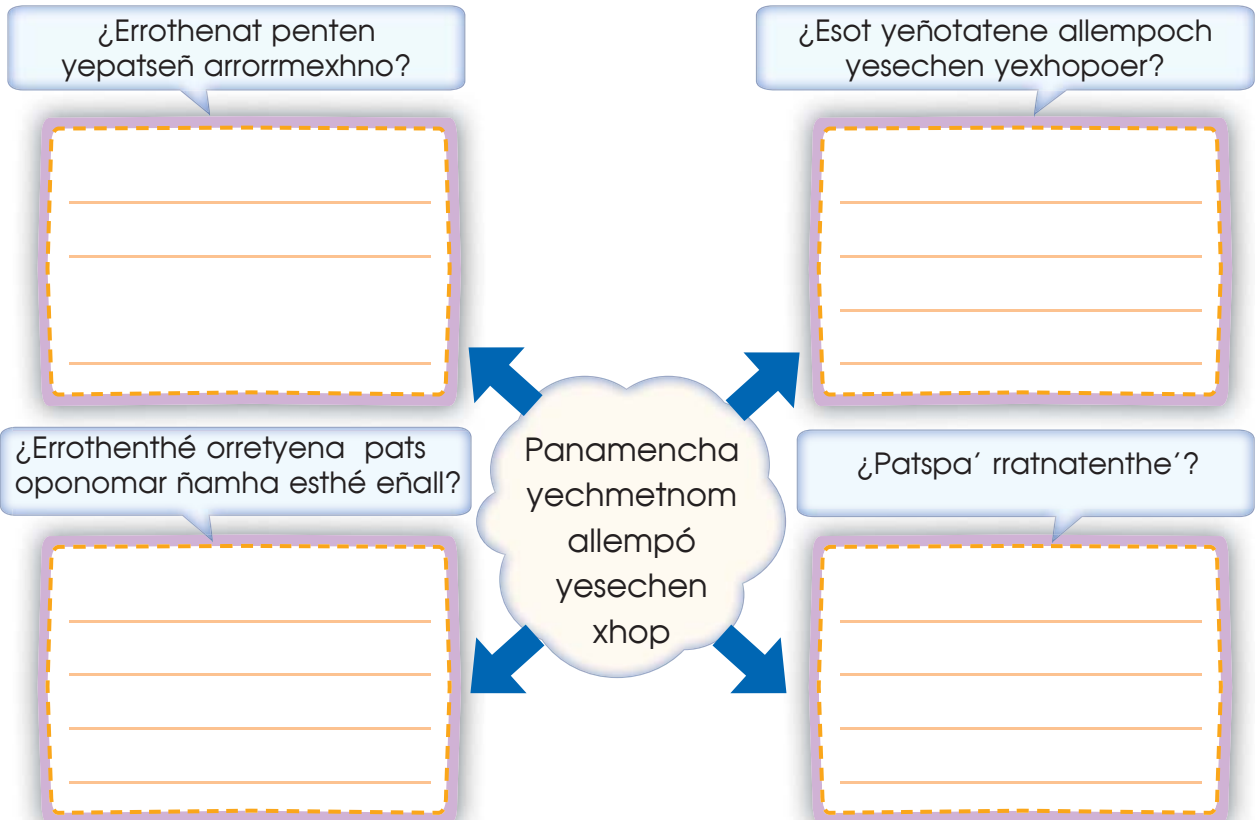 ¿Errothenat penten
yepatseñ arrorrmexhno?
¿Esot yeñotatene allempoch
yesechen yexhopoer?
Panamencha
yechmetnom
allempó
yesechen
xhop
¿Errothenthé orretyena pats
oponomar ñamha esthé eñall?
¿Patspa´ rratnatenthe´?